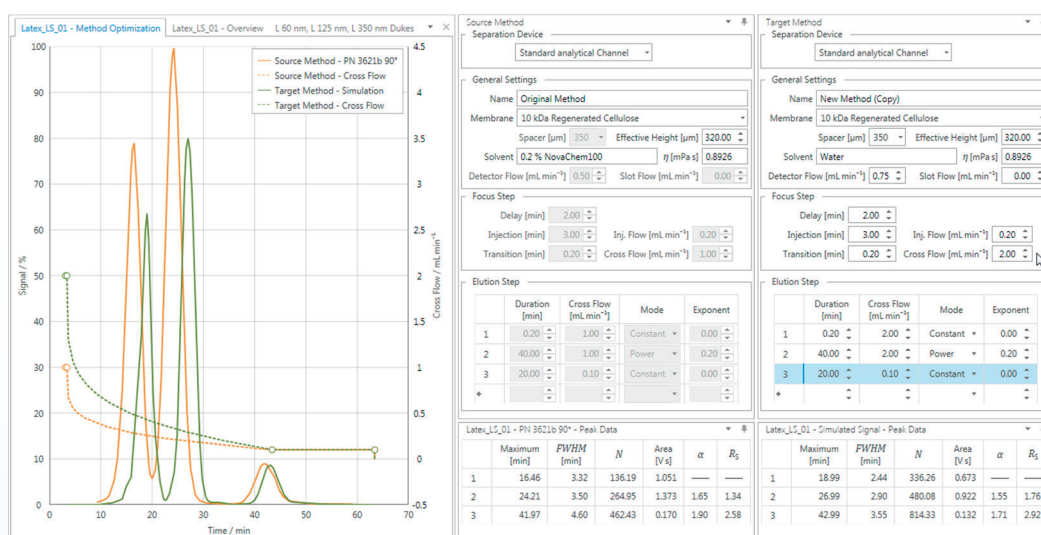 Latex_LS_01 - Method Optimization Latex_LS_01 - Overview L 60 nm, L 125 nm, L 350 nm Dukes
Source Method - PN 3621b 90°
Source Method - Cross Flow
Target Method - Simulation
Target Method - Cross Flow
Signal / %
100
90
80
70
60
50
40
30
20
10
0
4.5
4
3.5
3
2.5
2
1.5
1
0.5
0
-0.5
Cross Flow / mL min⁻¹
0 10 20 30 40 50 60 70
Time / min
Source Method
Separation Device
Standard analytical Channel
General Settings
Name Original Method
Membrane 10 kDa Regenerated Cellulose
Spacer [µm] 350 Effective Height [µm] 320.00
Solvent 0.2 % NovaChem100 η [mPa s] 0.8926
Detector Flow [mL min⁻¹] 0.50 Slot Flow [mL min⁻¹] 0.00
Focus Step
Delay [min] 2.00
Injection [min] 3.00 Inj. Flow [mL min⁻¹] 0.20
Transition [min] 0.20 Cross Flow [mL min⁻¹] 1.00
Elution Step
Duration [min] Cross Flow [mL min⁻¹] Mode Exponent
1 0.20 1.00 Constant 0.00
2 40.00 1.00 Power 0.20
3 20.00 0.10 Constant 0.00
+
Latex_LS_01 - PN 3621b 90° - Peak Data
Maximum [min] FWHM [min] N Area [V s] α Rs
1 16.46 3.32 136.19 1.051 — —
2 24.21 3.50 264.95 1.373 1.65 1.34
3 41.97 4.60 462.43 0.170 1.90 2.58
Target Method
Separation Device
Standard analytical Channel
General Settings
Name New Method (Copy)
Membrane 10 kDa Regenerated Cellulose
Spacer [µm] 350 Effective Height [µm] 320.00
Solvent Water η [mPa s] 0.8926
Detector Flow [mL min⁻¹] 0.75 Slot Flow [mL min⁻¹] 0.00
Focus Step
Delay [min] 2.00
Injection [min] 3.00 Inj. Flow [mL min⁻¹] 0.20
Transition [min] 0.20 Cross Flow [mL min⁻¹] 2.00
Elution Step
Duration [min] Cross Flow [mL min⁻¹] Mode Exponent
1 0.20 2.00 Constant 0.00
2 40.00 2.00 Power 0.20
3 20.00 0.10 Constant 0.00
+
Latex_LS_01 - Simulated Signal - Peak Data
Maximum [min] FWHM [min] N Area [V s] α Rs
1 18.99 2.44 336.26 0.673 — —
2 26.99 2.90 480.08 0.922 1.55 1.76
3 42.99 3.55 814.33 0.132 1.71 2.92